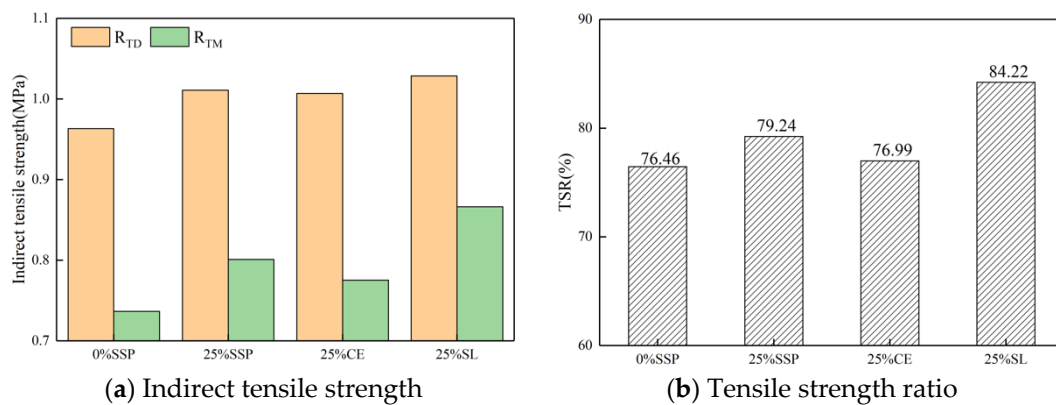 1.1
1.0
0.9
0.8
0.7
Indirect tensile strength(MPa)
R_TD R_TM
0%SSP 25%SSP 25%CE 25%SL
(a) Indirect tensile strength
90
80
70
60
TSR(%)
76.46 79.24 76.99 84.22
0%SSP 25%SSP 25%CE 25%SL
(b) Tensile strength ratio